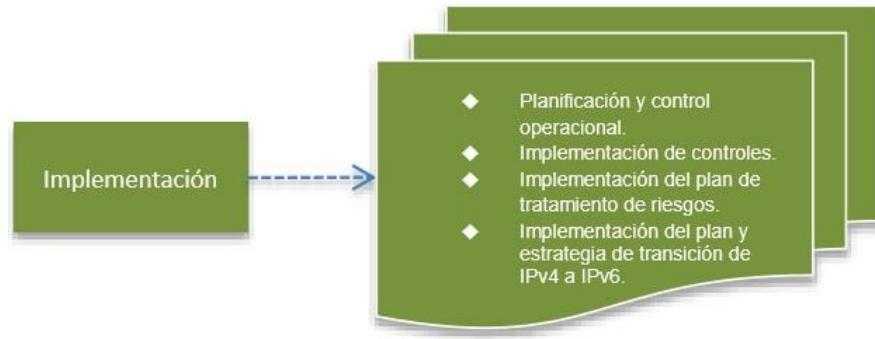 Implementación
◆ Planificación y control
operacional.
◆ Implementación de controles.
◆ Implementación del plan de
tratamiento de riesgos.
◆ Implementación del plan y
estrategia de transición de
IPv4 a IPv6.